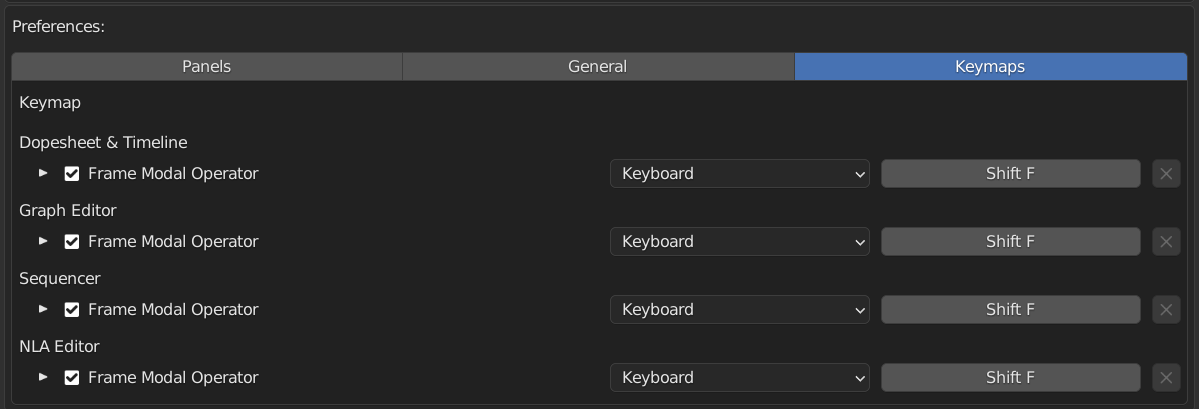 Preferences:
Panels General Keymaps
Keymap
Dopesheet & Timeline
Frame Modal Operator Keyboard Shift F
Graph Editor
Frame Modal Operator Keyboard Shift F
Sequencer
Frame Modal Operator Keyboard Shift F
NLA Editor
Frame Modal Operator Keyboard Shift F